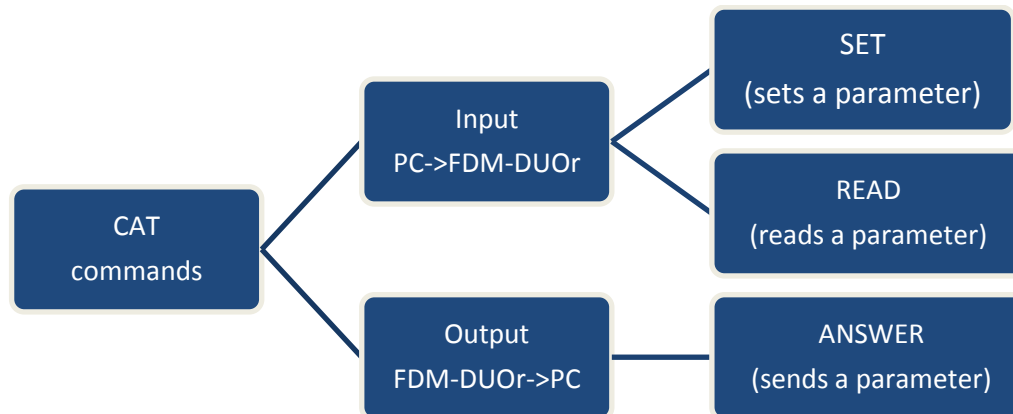 CAT
commands
Input
PC->FDM-DUOr
SET
(sets a parameter)
READ
(reads a parameter)
Output
FDM-DUOr->PC
ANSWER
(sends a parameter)